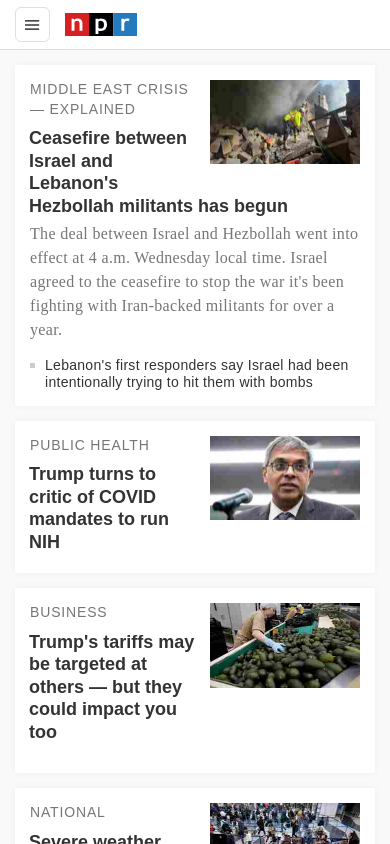 npr
MIDDLE EAST CRISIS
— EXPLAINED
Ceasefire between
Israel and
Lebanon's
Hezbollah militants has begun
The deal between Israel and Hezbollah went into
effect at 4 a.m. Wednesday local time. Israel
agreed to the ceasefire to stop the war it's been
fighting with Iran-backed militants for over a
year.
Lebanon's first responders say Israel had been
intentionally trying to hit them with bombs
PUBLIC HEALTH
Trump turns to
critic of COVID
mandates to run
NIH
BUSINESS
Trump's tariffs may
be targeted at
others — but they
could impact you
too
NATIONAL
Severe weather